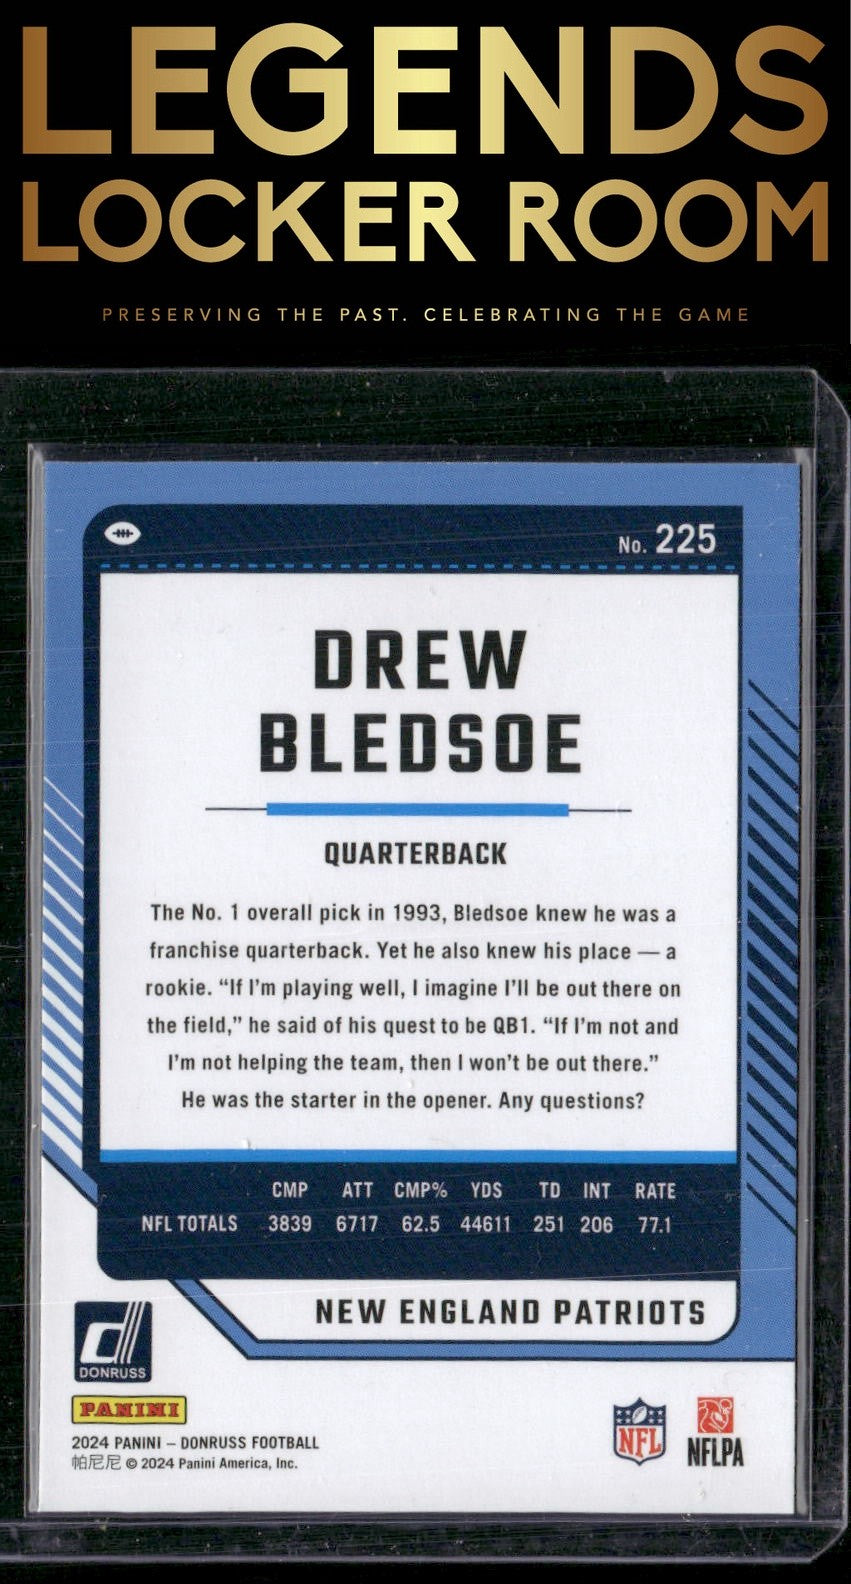 LEGENDS
LOCKER ROOM
PRESERVING THE PAST. CELEBRATING THE GAME
No. 225
DREW
BLEDSOE
QUARTERBACK
The No. 1 overall pick in 1993, Bledsoe knew he was a
franchise quarterback. Yet he also knew his place — a
rookie. “If I’m playing well, I imagine I’ll be out there on
the field,” he said of his quest to be QB1. “If I’m not and
I’m not helping the team, then I won’t be out there.”
He was the starter in the opener. Any questions?
CMP ATT CMP% YDS TD INT RATE
NFL TOTALS 3839 6717 62.5 44611 251 206 77.1
NEW ENGLAND PATRIOTS
d
DONRUSS
PANINI
2024 PANINI – DONRUSS FOOTBALL
帕尼尼 © 2024 Panini America, Inc.
NFL
NFLPA